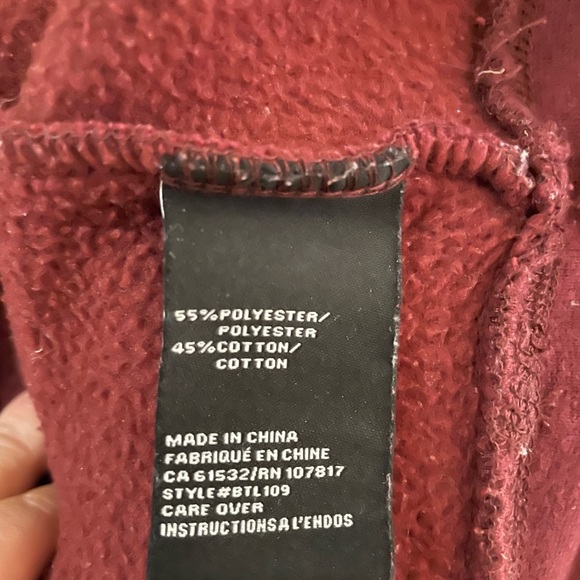 55%POLYESTER/
POLYESTER
45%COTTON/
COTTON
MADE IN CHINA
FABRIQUÉ EN CHINE
CA 61532/RN 107817
STYLE#BTL109
CARE OVER
INSTRUCTIONS A L'ENDOS